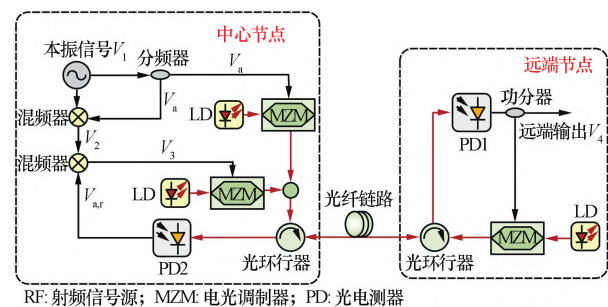 中心节点
本振信号V1
分频器
Va
Va
混频器
LD
MZM
V2
混频器
V3
LD
MZM
Va,r
PD2
光环行器
光纤链路
远端节点
功分器
PD1
远端输出V4
LD
MZM
光环行器
RF: 射频信号源；MZM: 电光调制器；PD: 光电测器